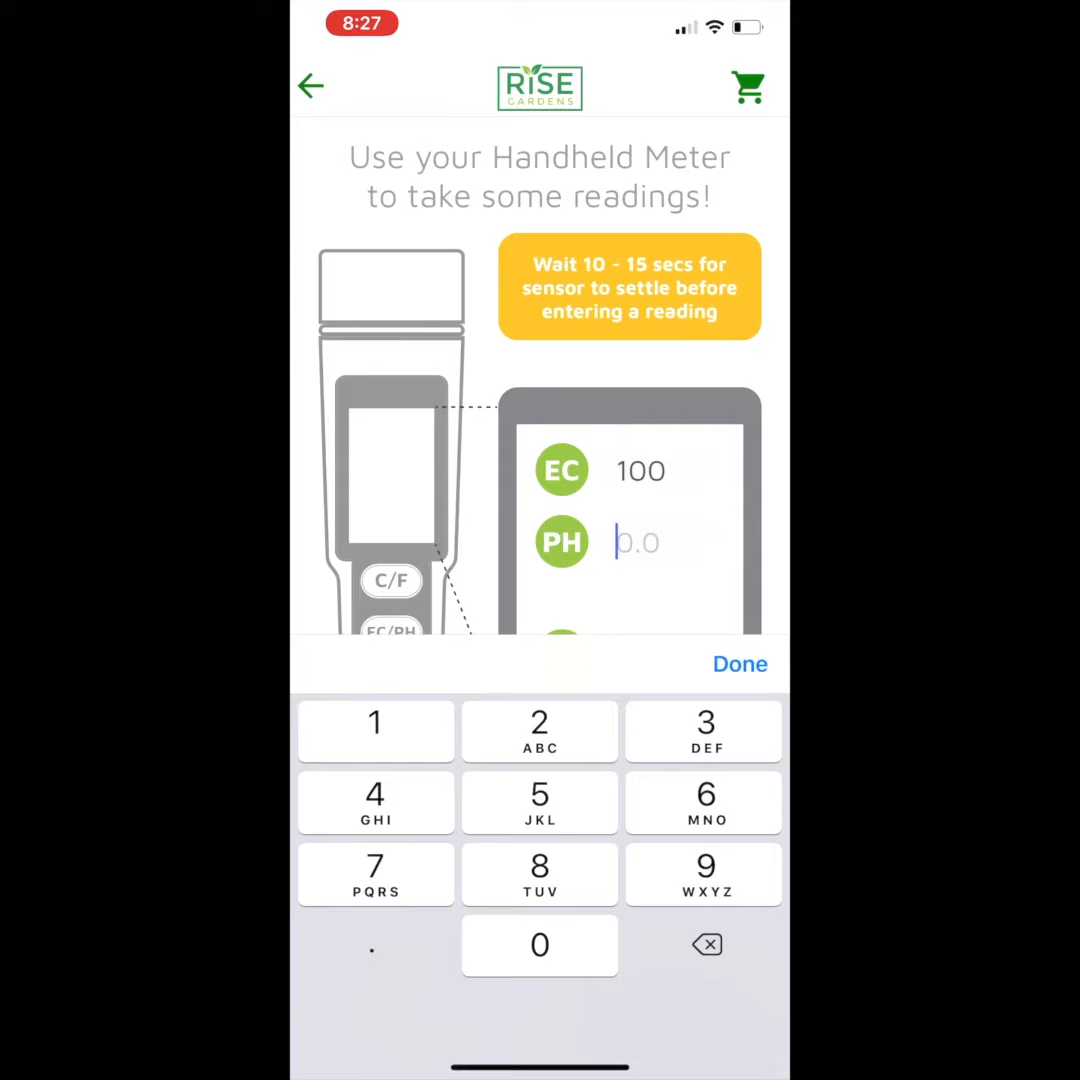 8:27
RISE
GARDENS
Use your Handheld Meter
to take some readings!
Wait 10 - 15 secs for
sensor to settle before
entering a reading
EC 100
PH 0.0
C/F
EC/PH
Done
1 2 3
ABC DEF
4 5 6
GHI JKL MNO
7 8 9
PQRS TUV WXYZ
. 0